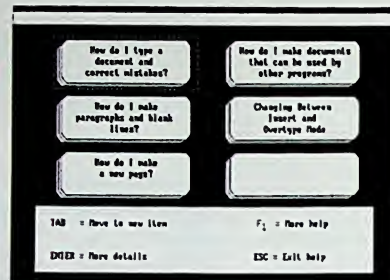 How do I type a
document and
correct mistakes?
How do I make documents
that can be used by
other programs?
How do I make
paragraphs and blank
lines?
Changing Between
Insert and
Overtype Mode
How do I make
a new page?
TAB = Move to new item
F1 = More help
ENTER = More details
ESC = Exit help